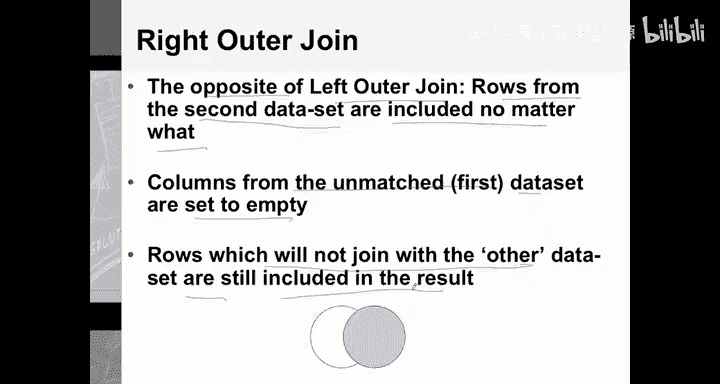 bilibili
Right Outer Join
• The opposite of Left Outer Join: Rows from
the second data-set are included no matter
what
• Columns from the unmatched (first) dataset
are set to empty
• Rows which will not join with the ‘other’ data-
set are still included in the result